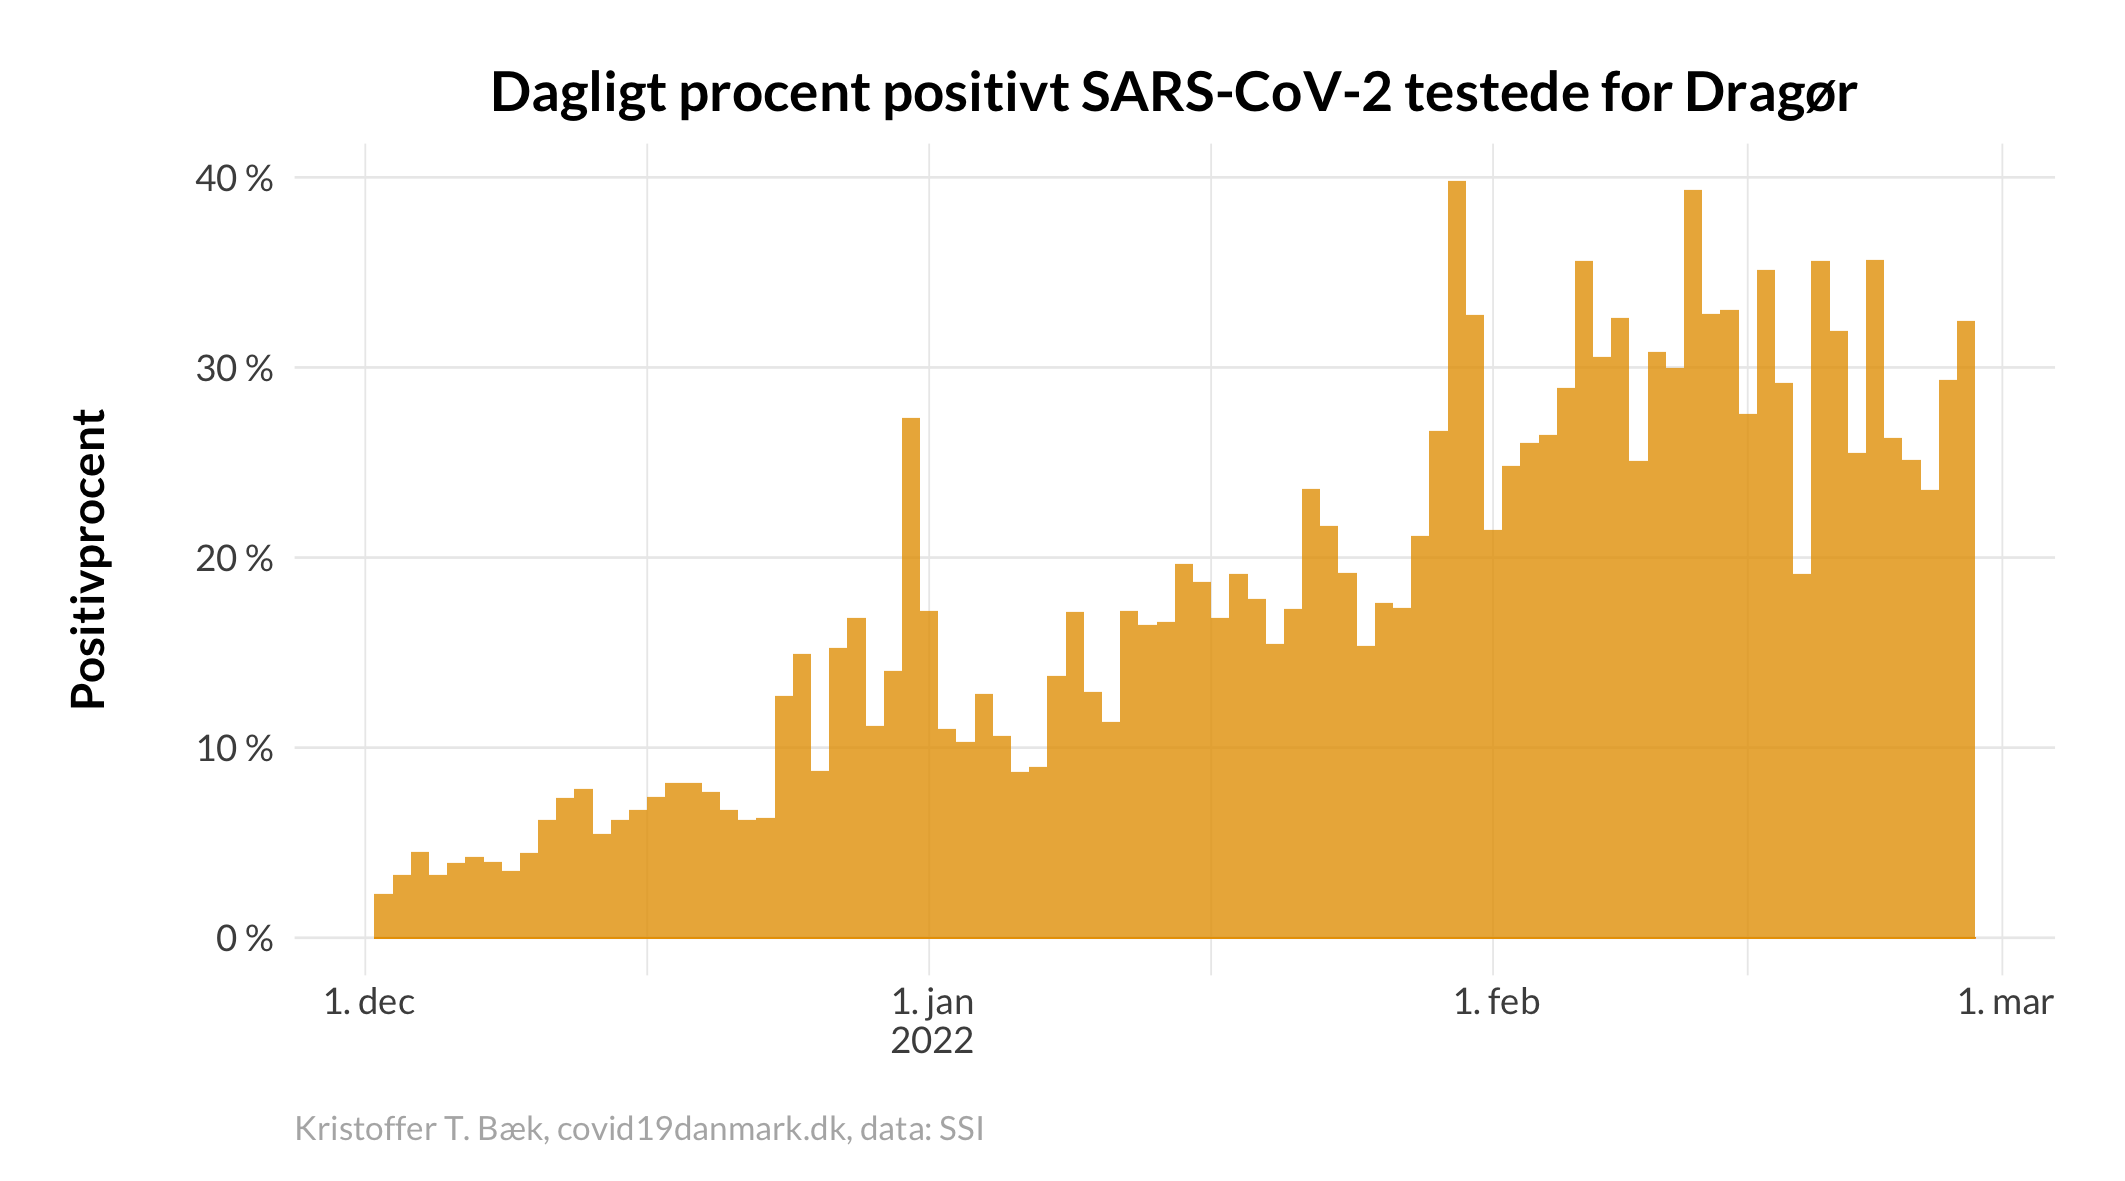 Dagligt procent positivt SARS-CoV-2 testede for Dragør
Positivprocent
40 %
30 %
20 %
10 %
0 %
1. dec
1. jan
2022
1. feb
1. mar
Kristoffer T. Bæk, covid19danmark.dk, data: SSI